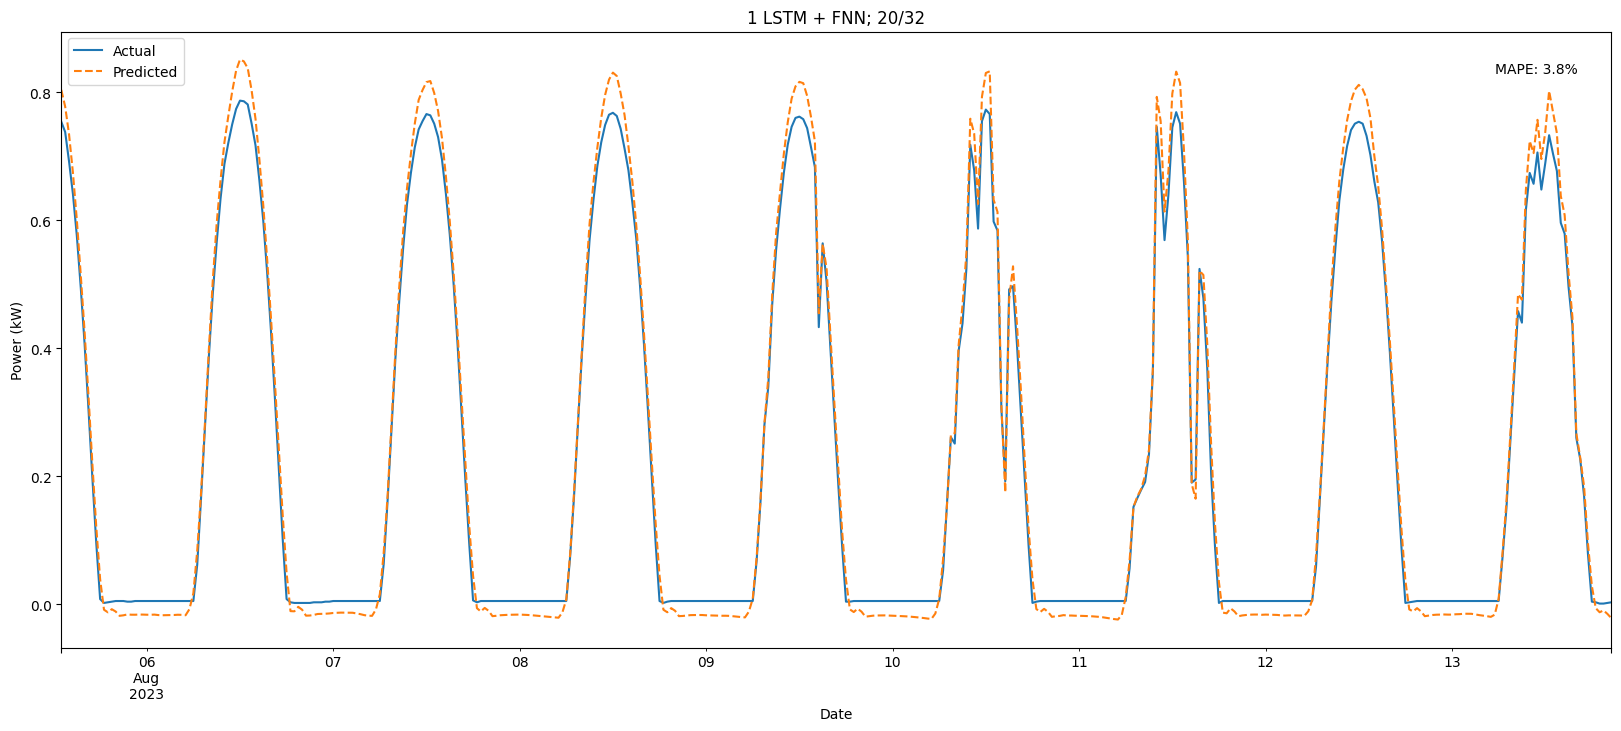 1 LSTM + FNN; 20/32
Actual
Predicted
MAPE: 3.8%
0.8
0.6
0.4
0.2
0.0
Power (kW)
06 07 08 09 10 11 12 13
Aug
2023
Date